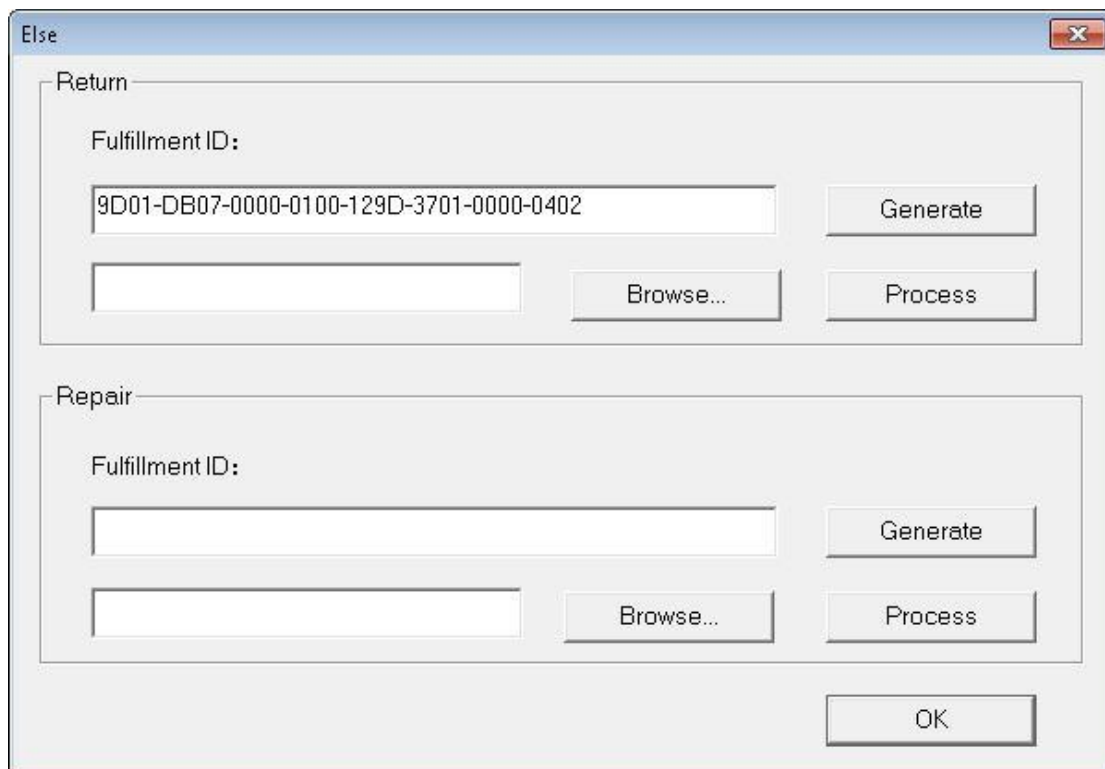 Else
Return
Fulfillment ID:
9D01-DB07-0000-0100-129D-3701-0000-0402
Generate
Browse...
Process
Repair
Fulfillment ID:
Generate
Browse...
Process
OK